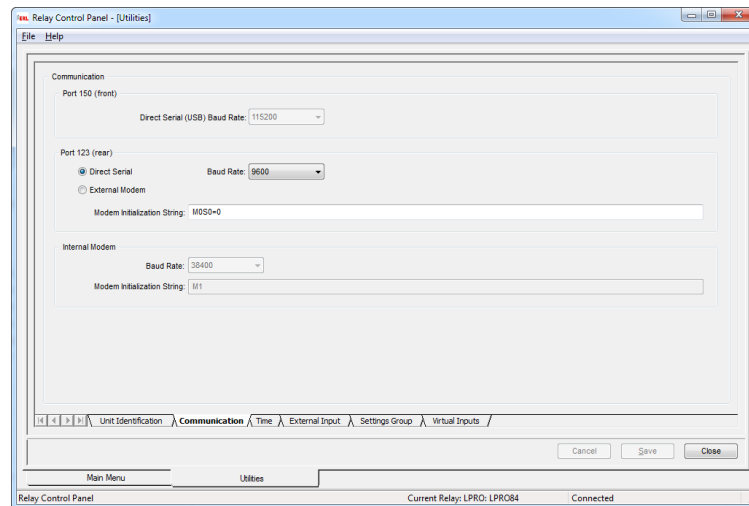 Relay Control Panel - [Utilities]
File Help
Communication
Port 150 (front)
Direct Serial (USB) Baud Rate: 115200
Port 123 (rear)
Direct Serial Baud Rate: 9600
External Modem
Modem Initialization String: M0S0=0
Internal Modem
Baud Rate: 38400
Modem Initialization String: M1
Unit Identification Communication Time External Input Settings Group Virtual Inputs
Cancel Save Close
Main Menu Utilities
Relay Control Panel Current Relay: LPRO: LPRO84 Connected